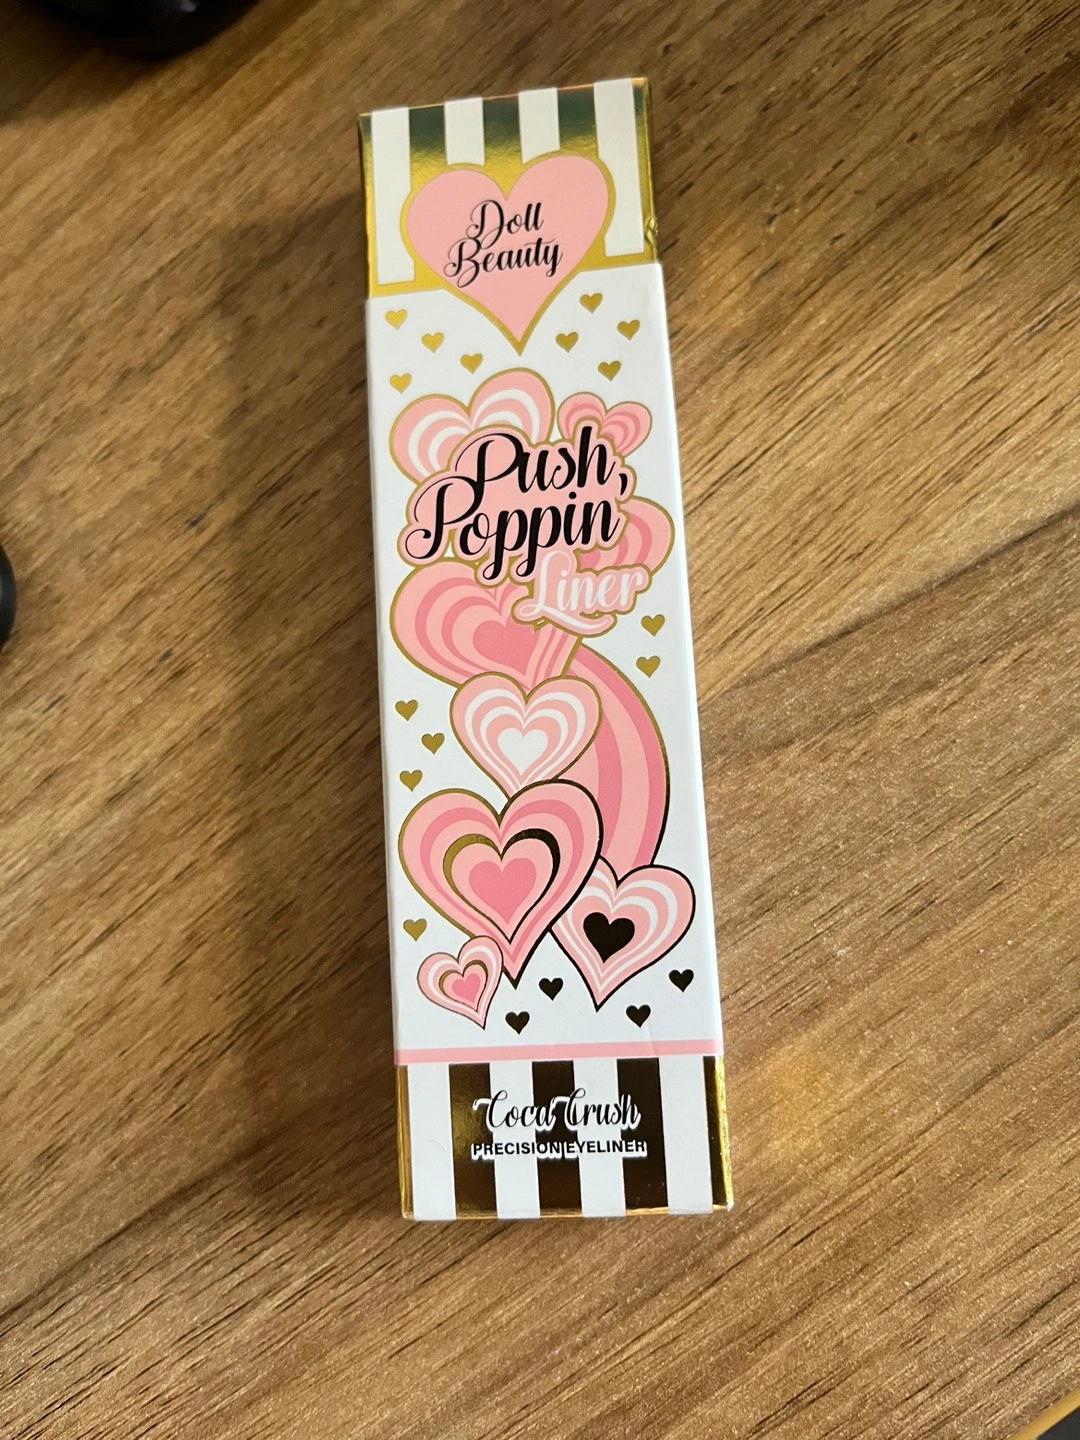 Doll
Beauty
Push,
Poppin
Liner
Coca Crush
PRECISION EYELINER